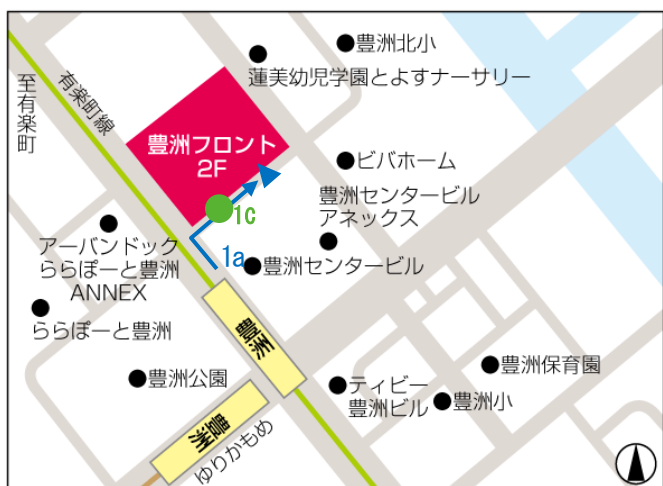 豊洲北小
蓮美幼児学園とよすナーサリー
有楽町線
至有楽町
豊洲フロント
2F
ビバホーム
豊洲センタービル
アネックス
1c
アーバンドック
ららぽーと豊洲
ANNEX
1a
豊洲センタービル
ららぽーと豊洲
豊洲
豊洲公園
豊洲保育園
ティビー
豊洲ビル
豊洲小
豊洲
ゆりかもめ